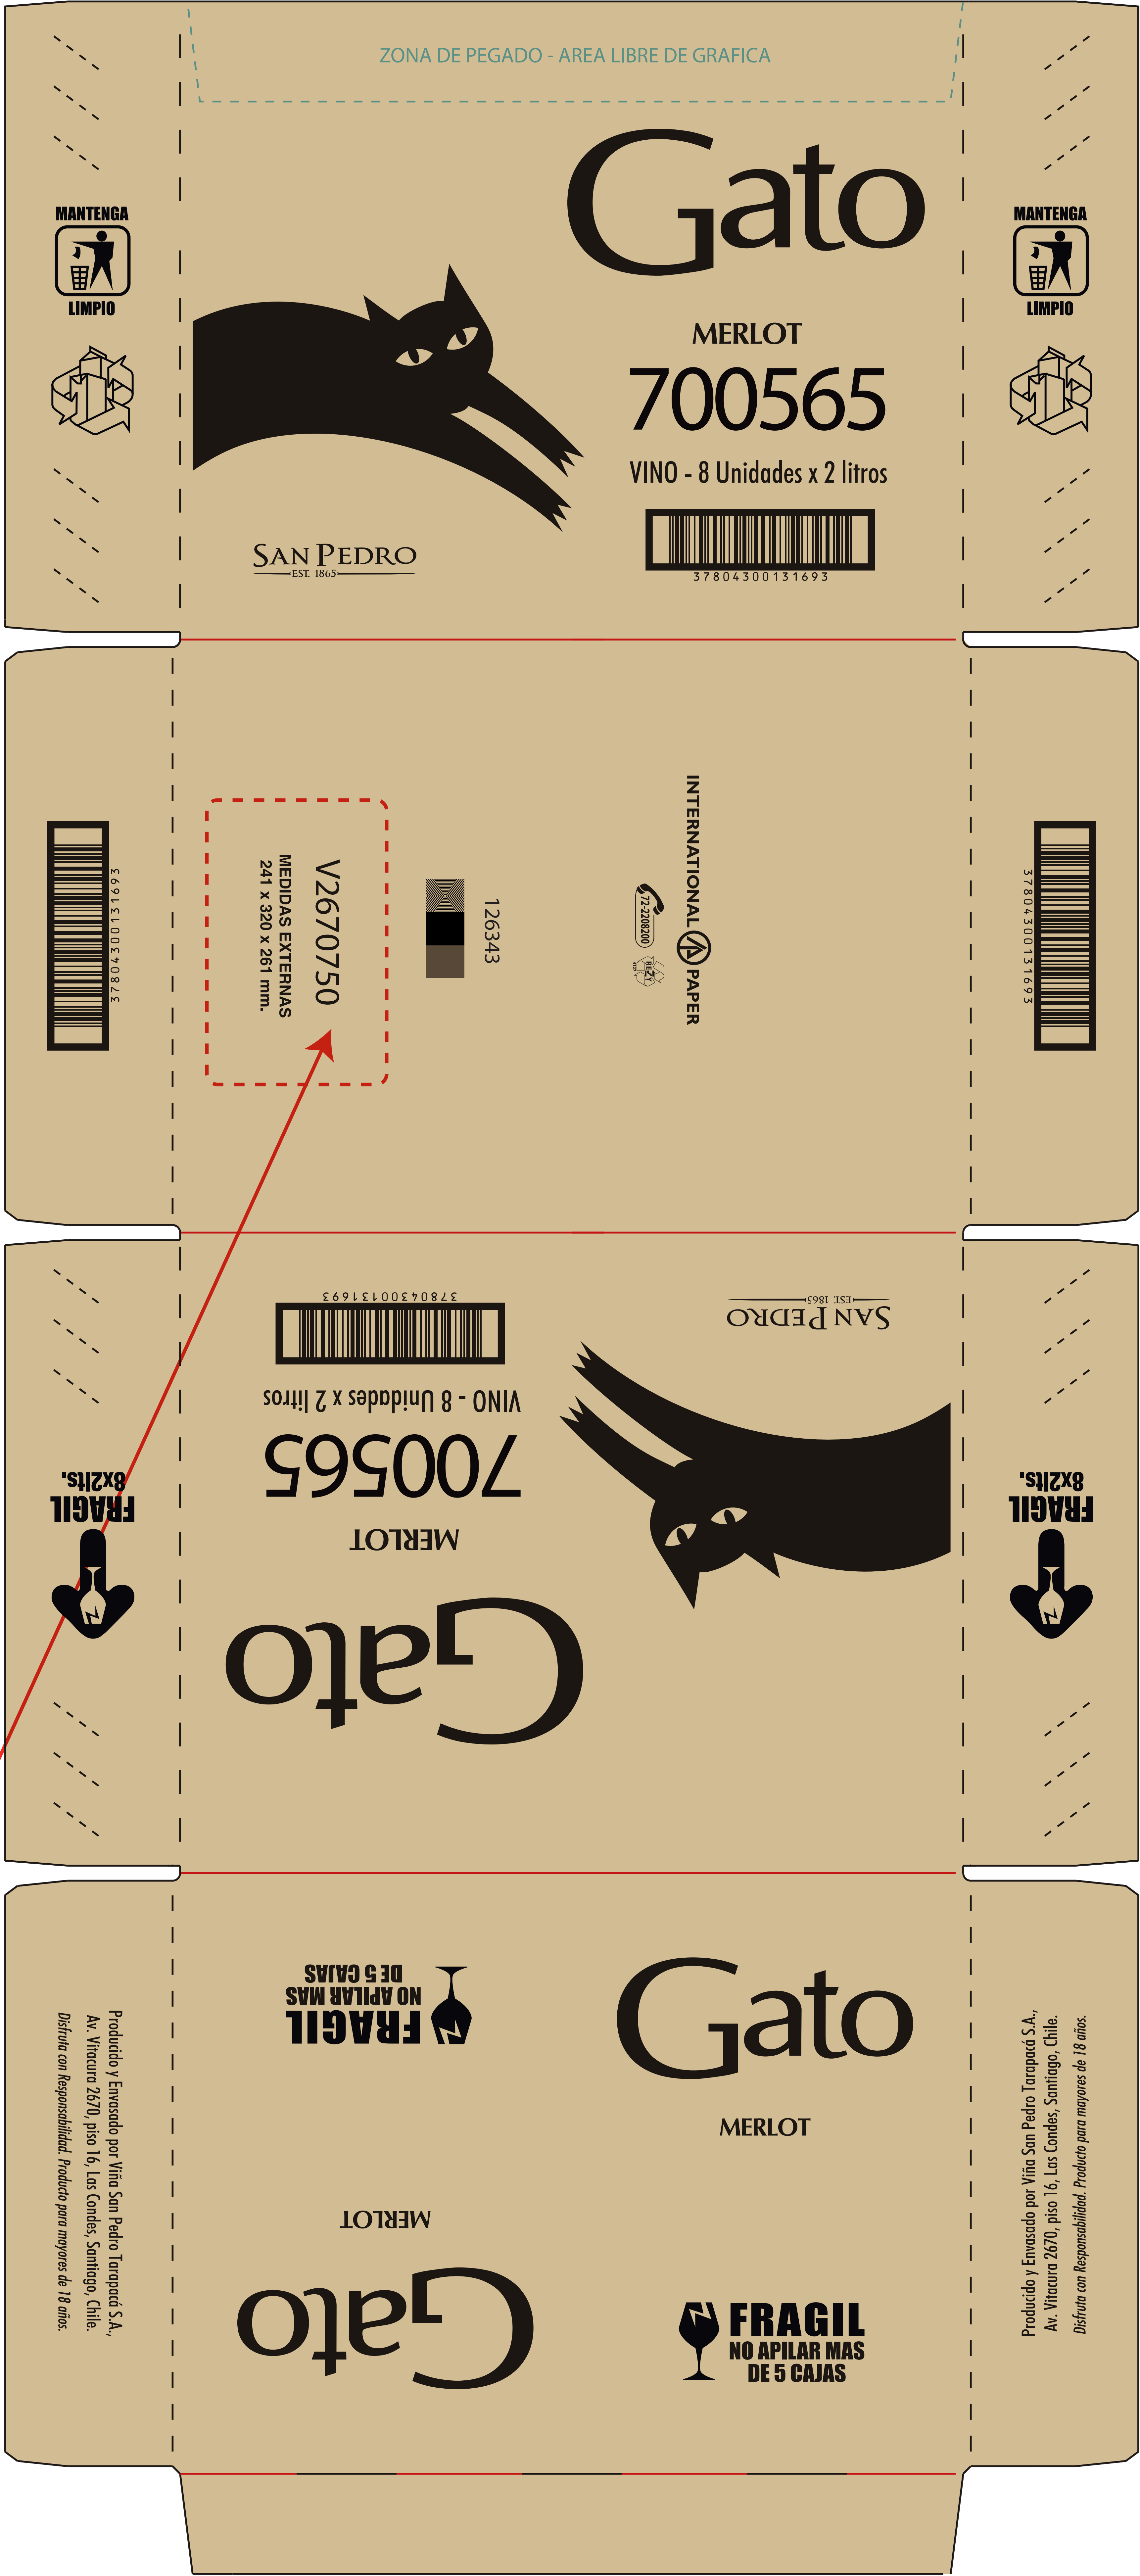 ZONA DE PEGADO - AREA LIBRE DE GRAFICA
Gato
MERLOT
700565
VINO - 8 Unidades x 2 litros
37804300131693
SAN PEDRO
EST. 1865
MANTENGA
LIMPIO
MANTENGA
LIMPIO
37804300131693
V2670750
MEDIDAS EXTERNAS
241 x 320 x 261 mm.
126343
INTERNATIONAL PAPER
72-2208200
RESY
37804300131693
37804300131693
VINO - 8 Unidades x 2 litros
700565
MERLOT
Gato
SAN PEDRO
EST. 1865
FRAGIL
8x2lts.
FRAGIL
8x2lts.
FRAGIL
NO APILAR MAS
DE 5 CAJAS
Gato
MERLOT
Gato
MERLOT
FRAGIL
NO APILAR MAS
DE 5 CAJAS
Producido y Envasado por Viña San Pedro Tarapacá S.A.,
Av. Vitacura 2670, piso 16, Las Condes, Santiago, Chile.
Disfruta con Responsabilidad. Producto para mayores de 18 años.
Producido y Envasado por Viña San Pedro Tarapacá S.A.,
Av. Vitacura 2670, piso 16, Las Condes, Santiago, Chile.
Disfruta con Responsabilidad. Producto para mayores de 18 años.